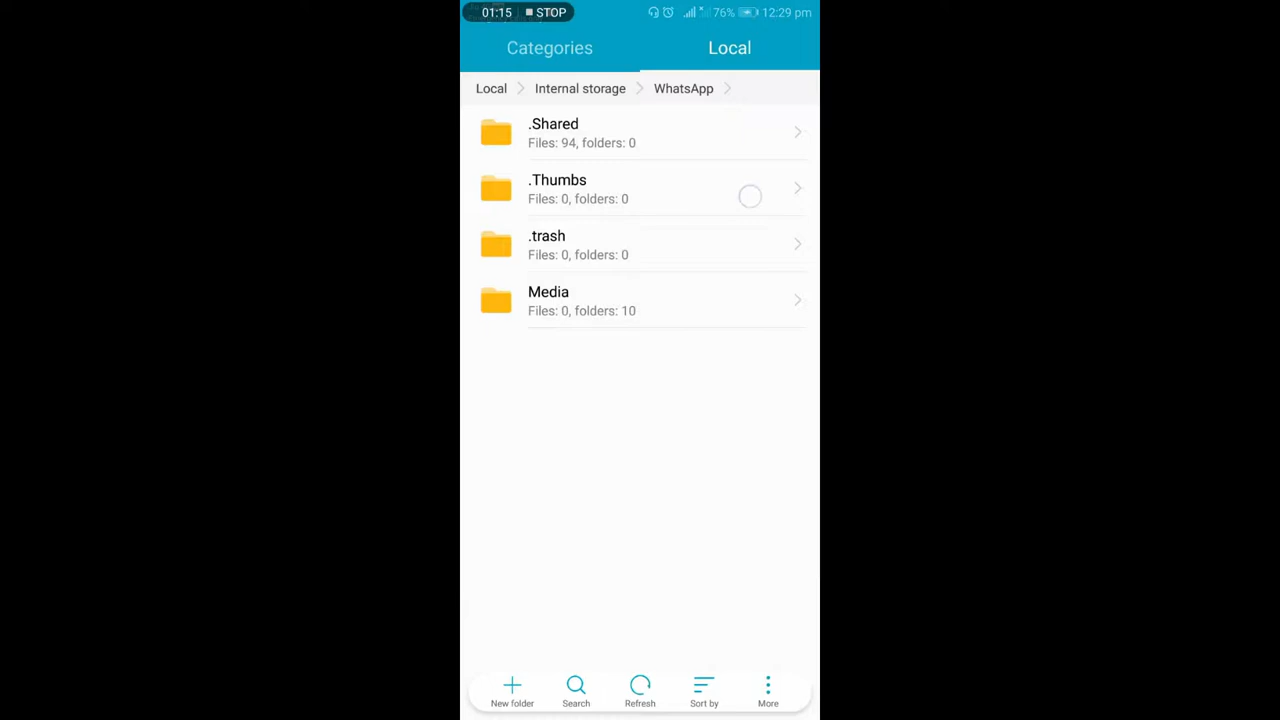 01:15 STOP 76% 12:29 pm
Categories Local
Local Internal storage WhatsApp
.Shared
Files: 94, folders: 0
.Thumbs
Files: 0, folders: 0
.trash
Files: 0, folders: 0
Media
Files: 0, folders: 10
New folder Search Refresh Sort by More